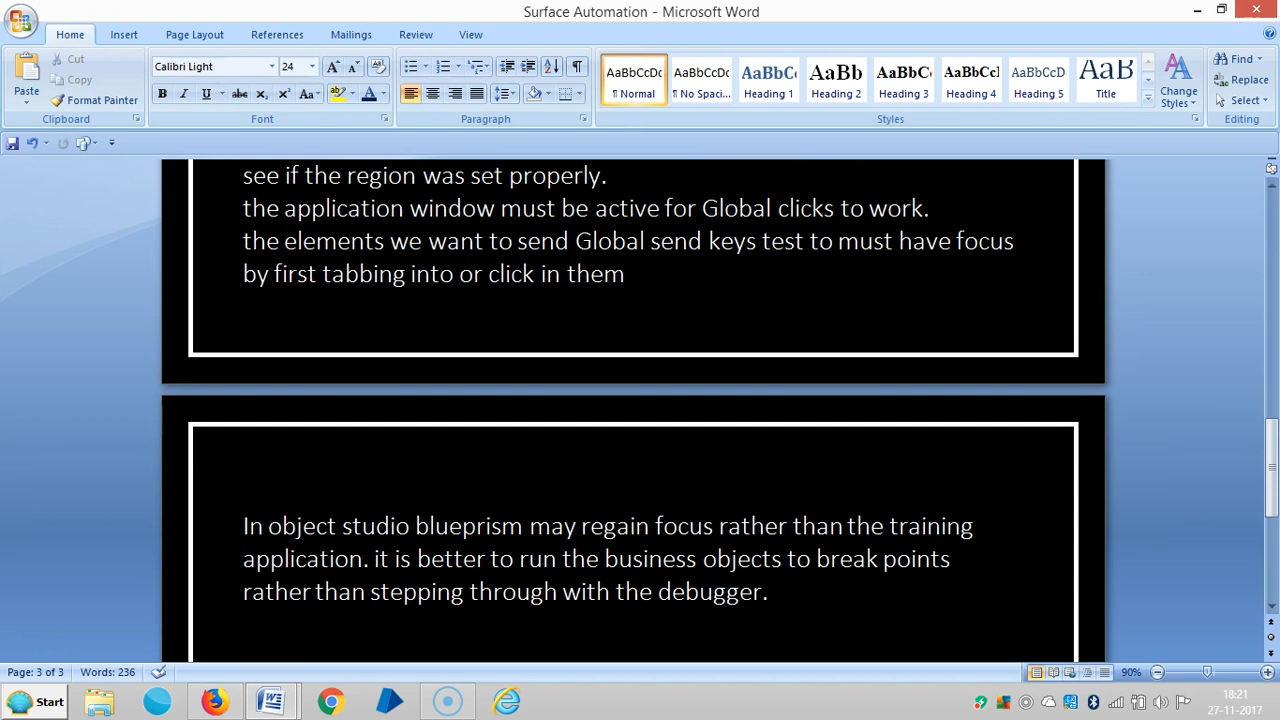 Surface Automation - Microsoft Word
Home Insert Page Layout References Mailings Review View
Paste
Cut
Copy
Format Painter
Clipboard
Calibri Light 24
B I U abc x₂ x² Aa
Font
Paragraph
AaBbCcDc AaBbCcDc AaBbCc AaBb AaBbC AaBbCcI AaBbCcD AaB
¶ Normal ¶ No Spaci... Heading 1 Heading 2 Heading 3 Heading 4 Heading 5 Title
Change Styles
Styles
Find
Replace
Select
Editing
see if the region was set properly.
the application window must be active for Global clicks to work.
the elements we want to send Global send keys test to must have focus
by first tabbing into or click in them
In object studio blueprism may regain focus rather than the training
application. it is better to run the business objects to break points
rather than stepping through with the debugger.
Page: 3 of 3 Words: 236 90%
Start 18:21
27-11-2017